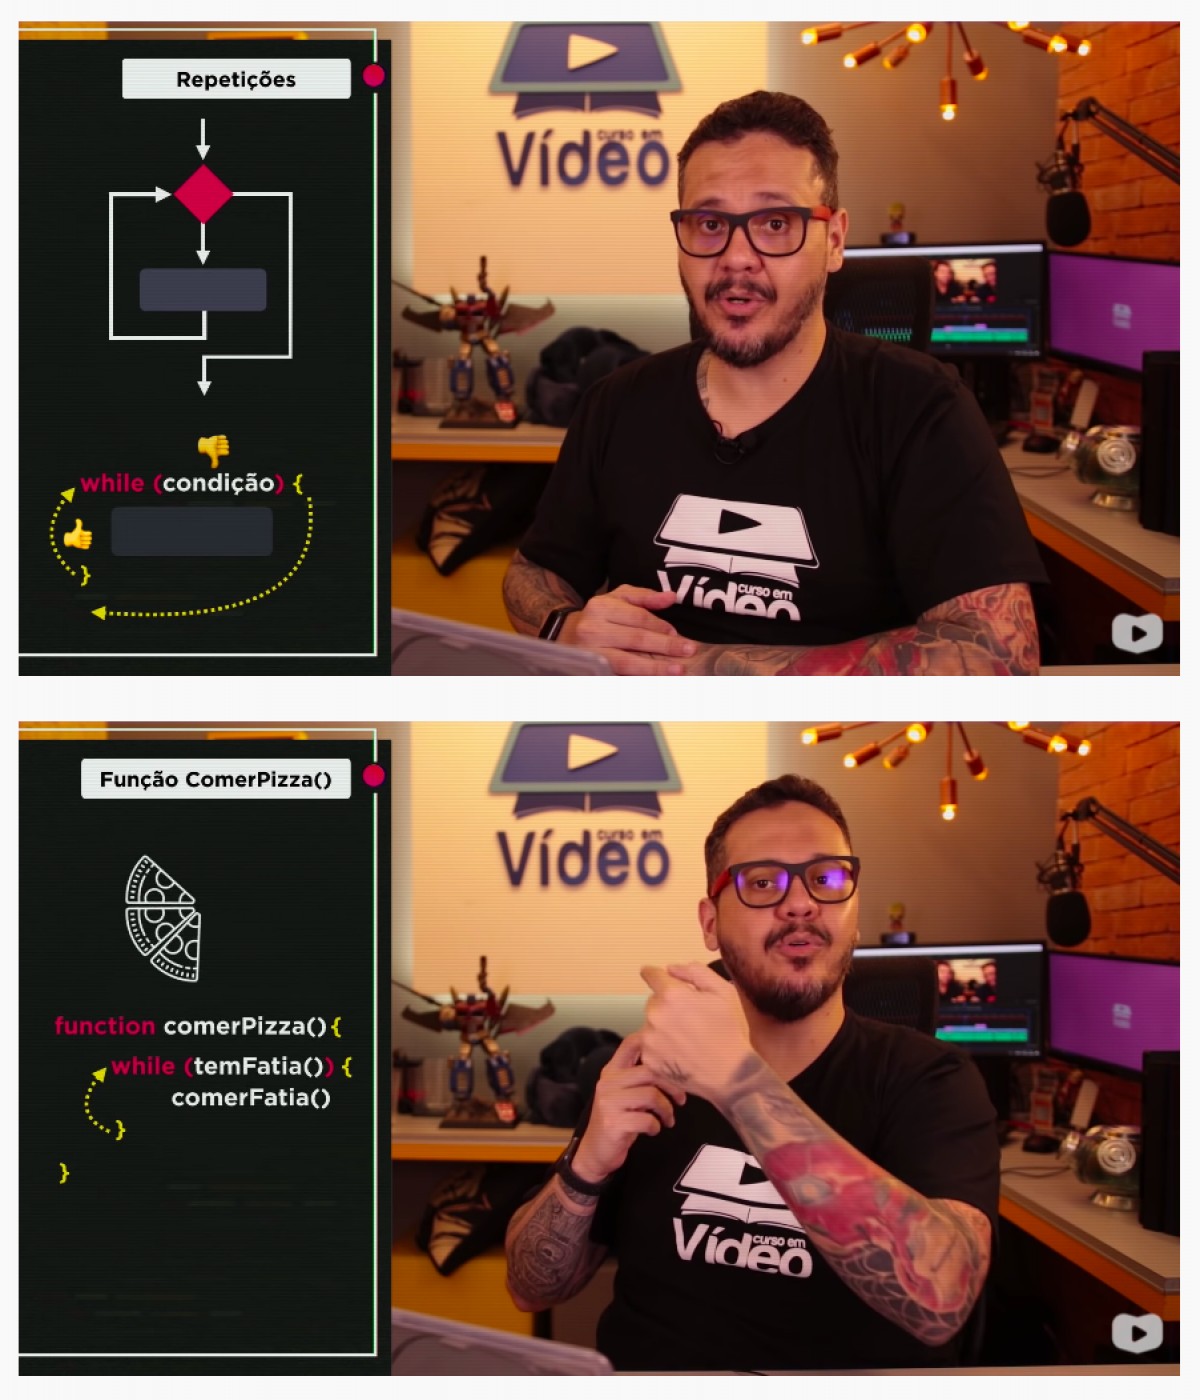 Repetições
while (condição) {
}
curso em
Vídeo
curso em
Vídeo
Função ComerPizza()
function comerPizza(){
while (temFatia()) {
comerFatia()
}
}
curso em
Vídeo
curso em
Vídeo